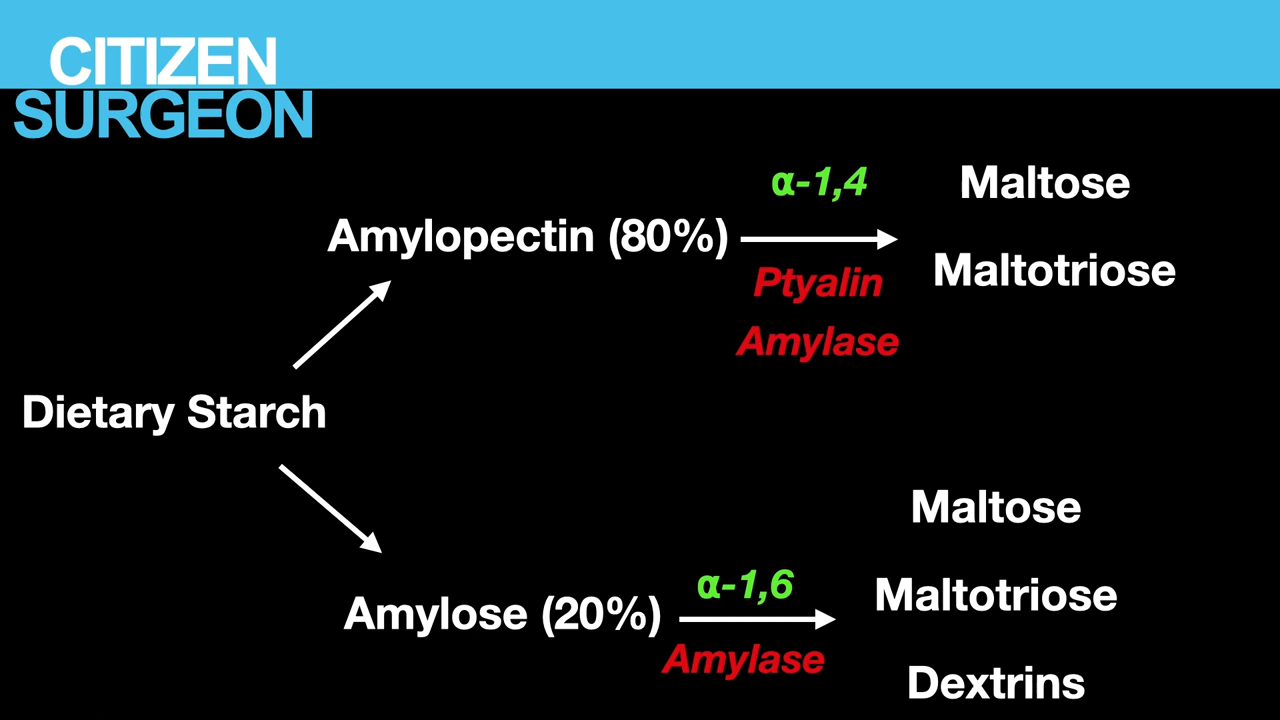 CITIZEN
SURGEON
α-1,4
Maltose
Amylopectin (80%)
Maltotriose
Ptyalin
Amylase
Dietary Starch
Maltose
α-1,6
Maltotriose
Amylose (20%)
Amylase
Dextrins